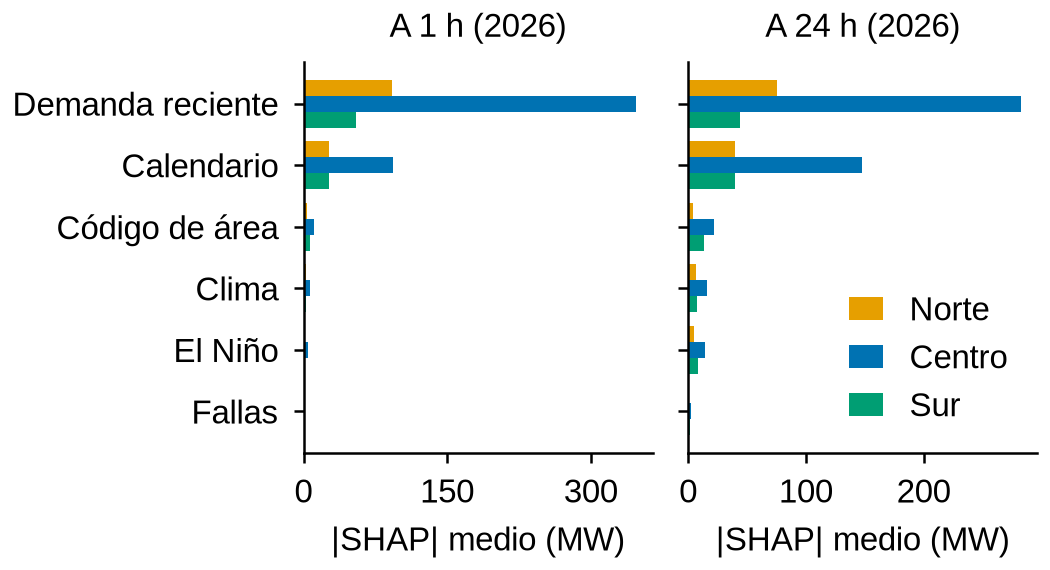 A 1 h (2026)
A 24 h (2026)
Demanda reciente
Calendario
Código de área
Clima
El Niño
Fallas
Norte
Centro
Sur
0 150 300
0 100 200
|SHAP| medio (MW)
|SHAP| medio (MW)